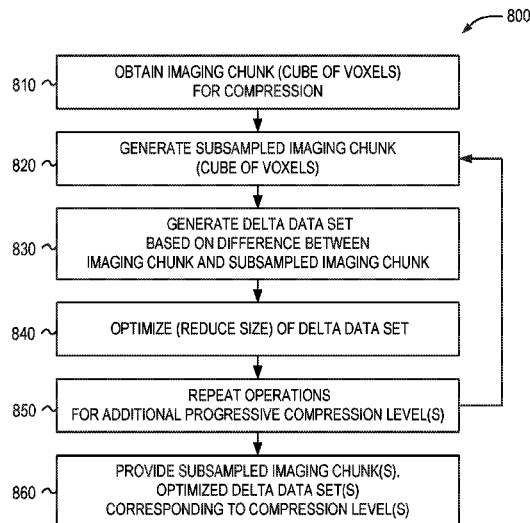 800
810
OBTAIN IMAGING CHUNK (CUBE OF VOXELS)
FOR COMPRESSION
820
GENERATE SUBSAMPLED IMAGING CHUNK
(CUBE OF VOXELS)
830
GENERATE DELTA DATA SET
BASED ON DIFFERENCE BETWEEN
IMAGING CHUNK AND SUBSAMPLED IMAGING CHUNK
840
OPTIMIZE (REDUCE SIZE) OF DELTA DATA SET
850
REPEAT OPERATIONS
FOR ADDITIONAL PROGRESSIVE COMPRESSION LEVEL(S)
860
PROVIDE SUBSAMPLED IMAGING CHUNK(S),
OPTIMIZED DELTA DATA SET(S)
CORRESPONDING TO COMPRESSION LEVEL(S)